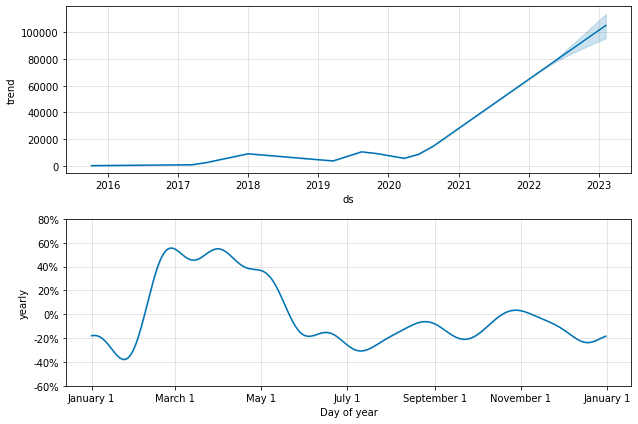 100000
80000
60000
40000
20000
0
trend
2016 2017 2018 2019 2020 2021 2022 2023
ds
80%
60%
40%
20%
0%
-20%
-40%
-60%
yearly
January 1 March 1 May 1 July 1 September 1 November 1 January 1
Day of year